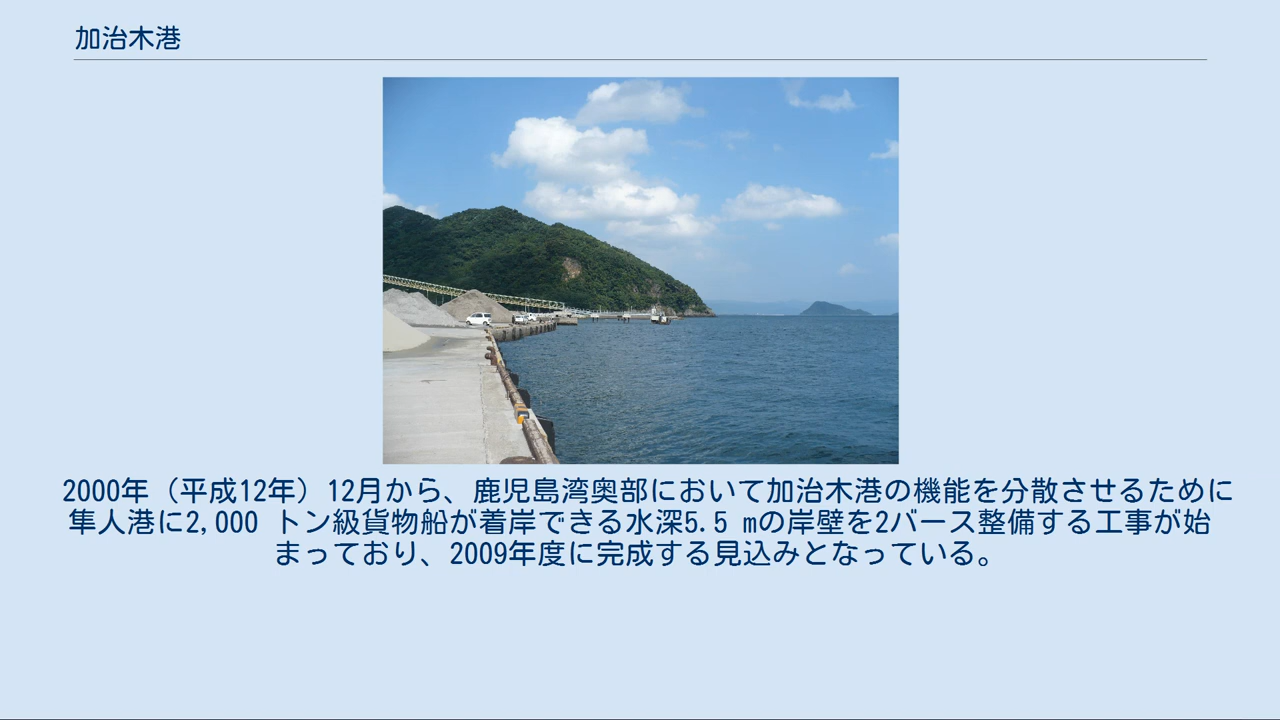 加治木港
2000年（平成12年）12月から、鹿児島湾奥部において加治木港の機能を分散させるために
隼人港に2,000 トン級貨物船が着岸できる水深5.5 mの岸壁を2バース整備する工事が始
まっており、2009年度に完成する見込みとなっている。